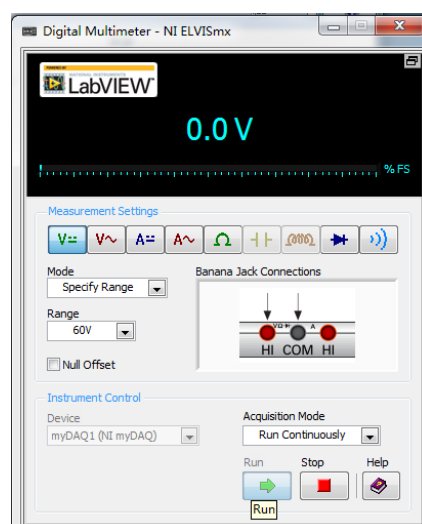 Digital Multimeter - NI ELVISmx
LabVIEW
0.0 V
% FS
Measurement Settings
V= V~ A= A~ Ω
Mode
Banana Jack Connections
Specify Range
Range
60V
VΩ A
HI COM HI
Null Offset
Instrument Control
Device
Acquisition Mode
myDAQ1 (NI myDAQ)
Run Continuously
Run Stop Help
Run